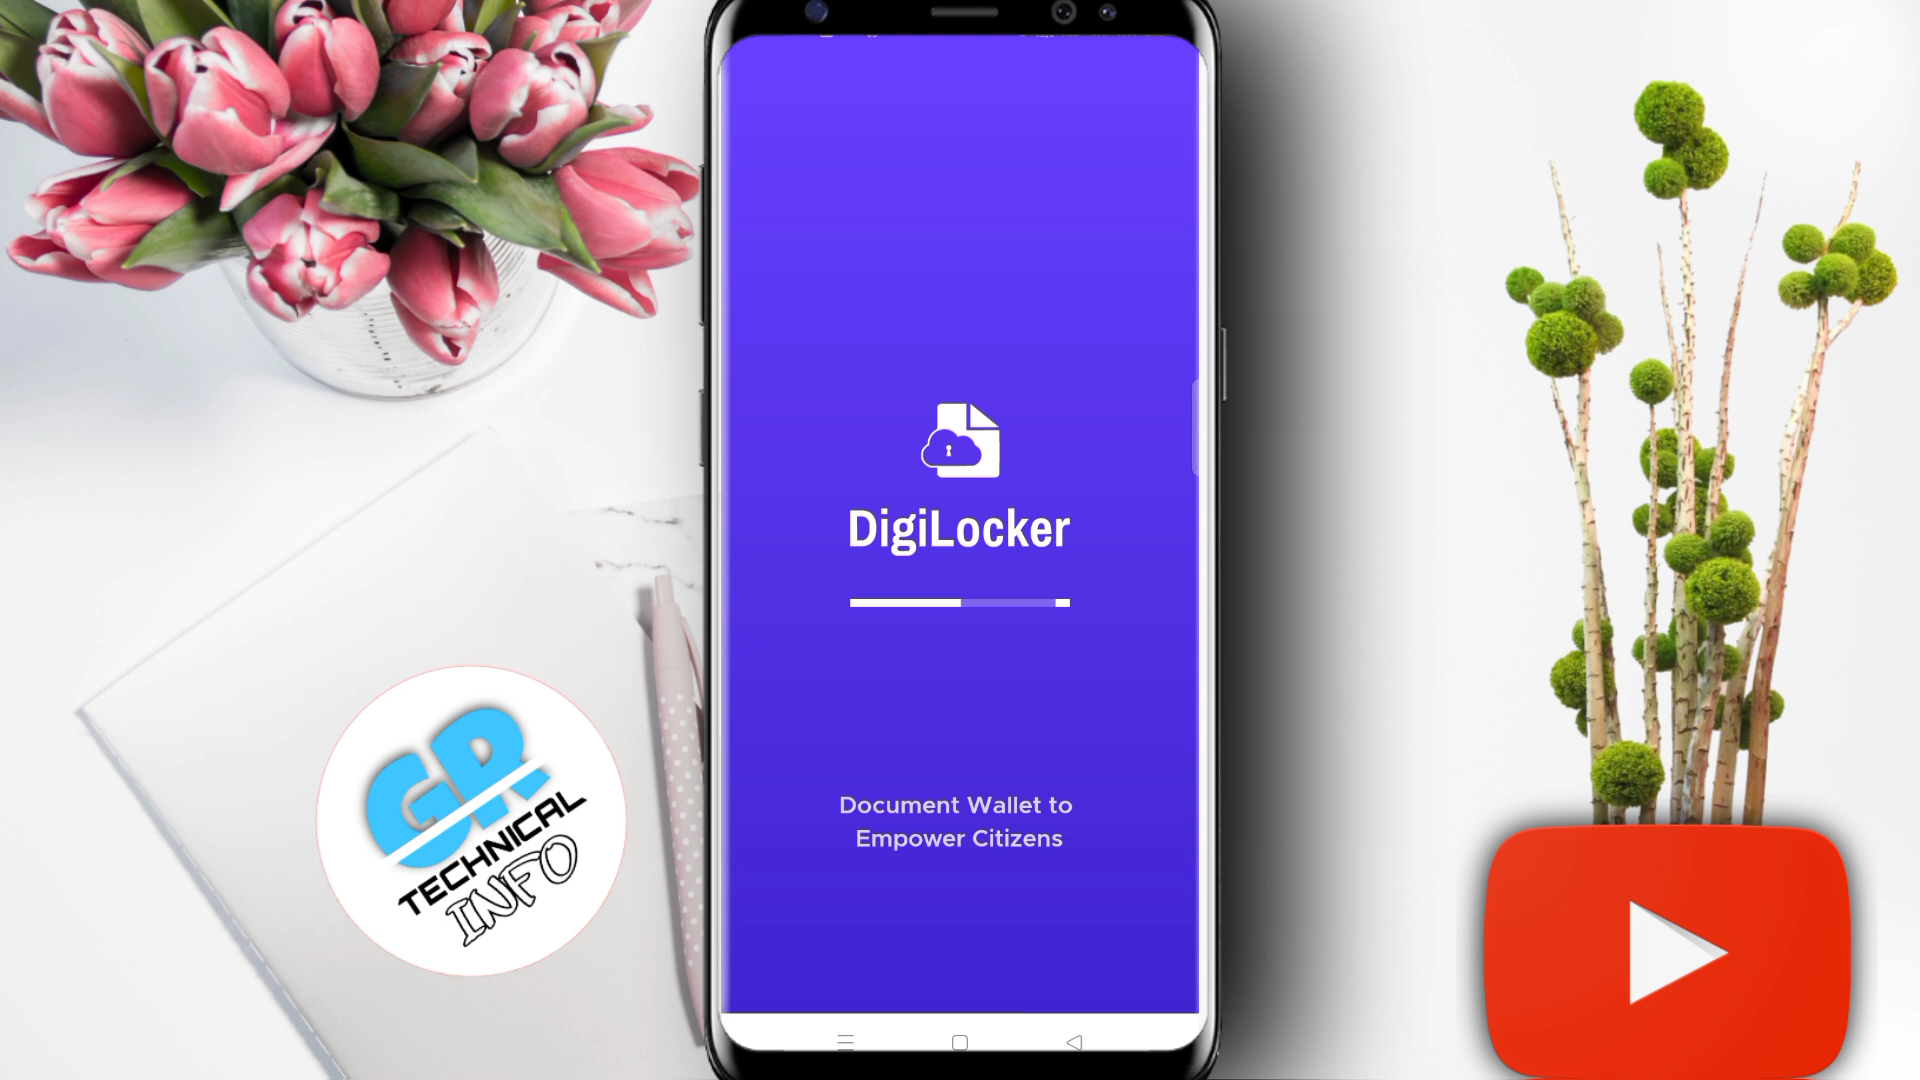 DigiLocker
Document Wallet to
Empower Citizens
GR
TECHNICAL
INFO